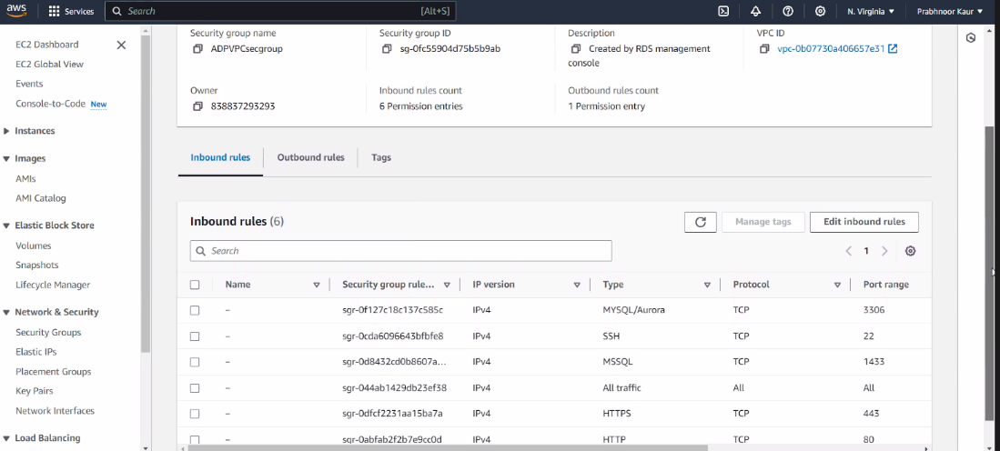 aws Services Search [Alt+S] N. Virginia Prabhnoor Kaur
EC2 Dashboard
EC2 Global View
Events
Console-to-Code New
Instances
Images
AMIs
AMI Catalog
Elastic Block Store
Volumes
Snapshots
Lifecycle Manager
Network & Security
Security Groups
Elastic IPs
Placement Groups
Key Pairs
Network Interfaces
Load Balancing
Security group name
ADPVPCsecgroup
Security group ID
sg-0fc55904d75b5b9ab
Description
Created by RDS management
console
VPC ID
vpc-0b07730a406657e31
Owner
838837293293
Inbound rules count
6 Permission entries
Outbound rules count
1 Permission entry
Inbound rules Outbound rules Tags
Inbound rules (6) Manage tags Edit inbound rules
Search 1
Name Security group rule... IP version Type Protocol Port range
– sgr-0f127c18c137c585c IPv4 MYSQL/Aurora TCP 3306
– sgr-0cda6096643bfbfe8 IPv4 SSH TCP 22
– sgr-0d8432cd0b8607a... IPv4 MSSQL TCP 1433
– sgr-044ab1429db23ef38 IPv4 All traffic All All
– sgr-0dfcf2231aa15ba7a IPv4 HTTPS TCP 443
– sgr-0abfab2f2b7e9cc0d IPv4 HTTP TCP 80